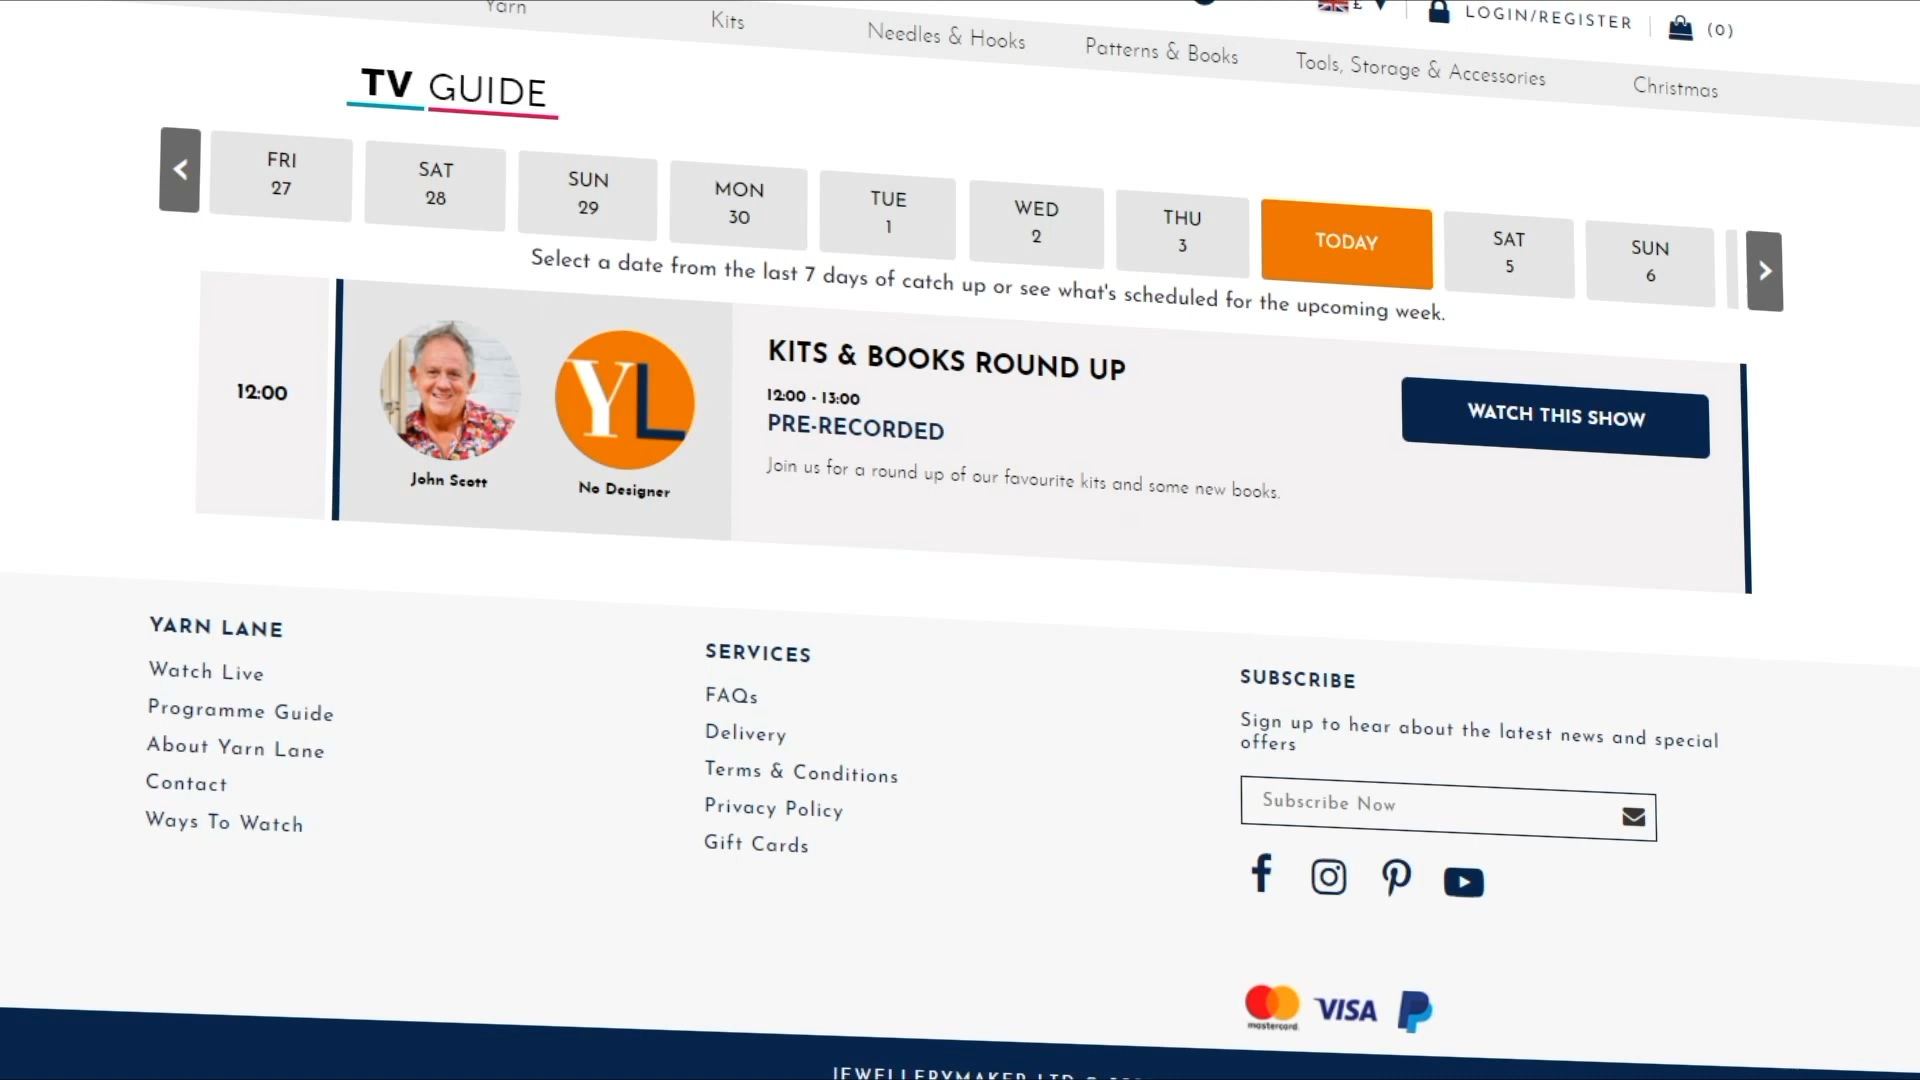 Yarn
Kits
Needles & Hooks
Patterns & Books
Tools, Storage & Accessories
Christmas
£
LOGIN/REGISTER
(0)
TV GUIDE
FRI
27
SAT
28
SUN
29
MON
30
TUE
1
WED
2
THU
3
TODAY
SAT
5
SUN
6
Select a date from the last 7 days of catch up or see what's scheduled for the upcoming week.
12:00
John Scott
YL
No Designer
KITS & BOOKS ROUND UP
12:00 - 13:00
PRE-RECORDED
Join us for a round up of our favourite kits and some new books.
WATCH THIS SHOW
YARN LANE
Watch Live
Programme Guide
About Yarn Lane
Contact
Ways To Watch
SERVICES
FAQs
Delivery
Terms & Conditions
Privacy Policy
Gift Cards
SUBSCRIBE
Sign up to hear about the latest news and special
offers
Subscribe Now
mastercard.
VISA
JEWELLERYMAKER LTD ©